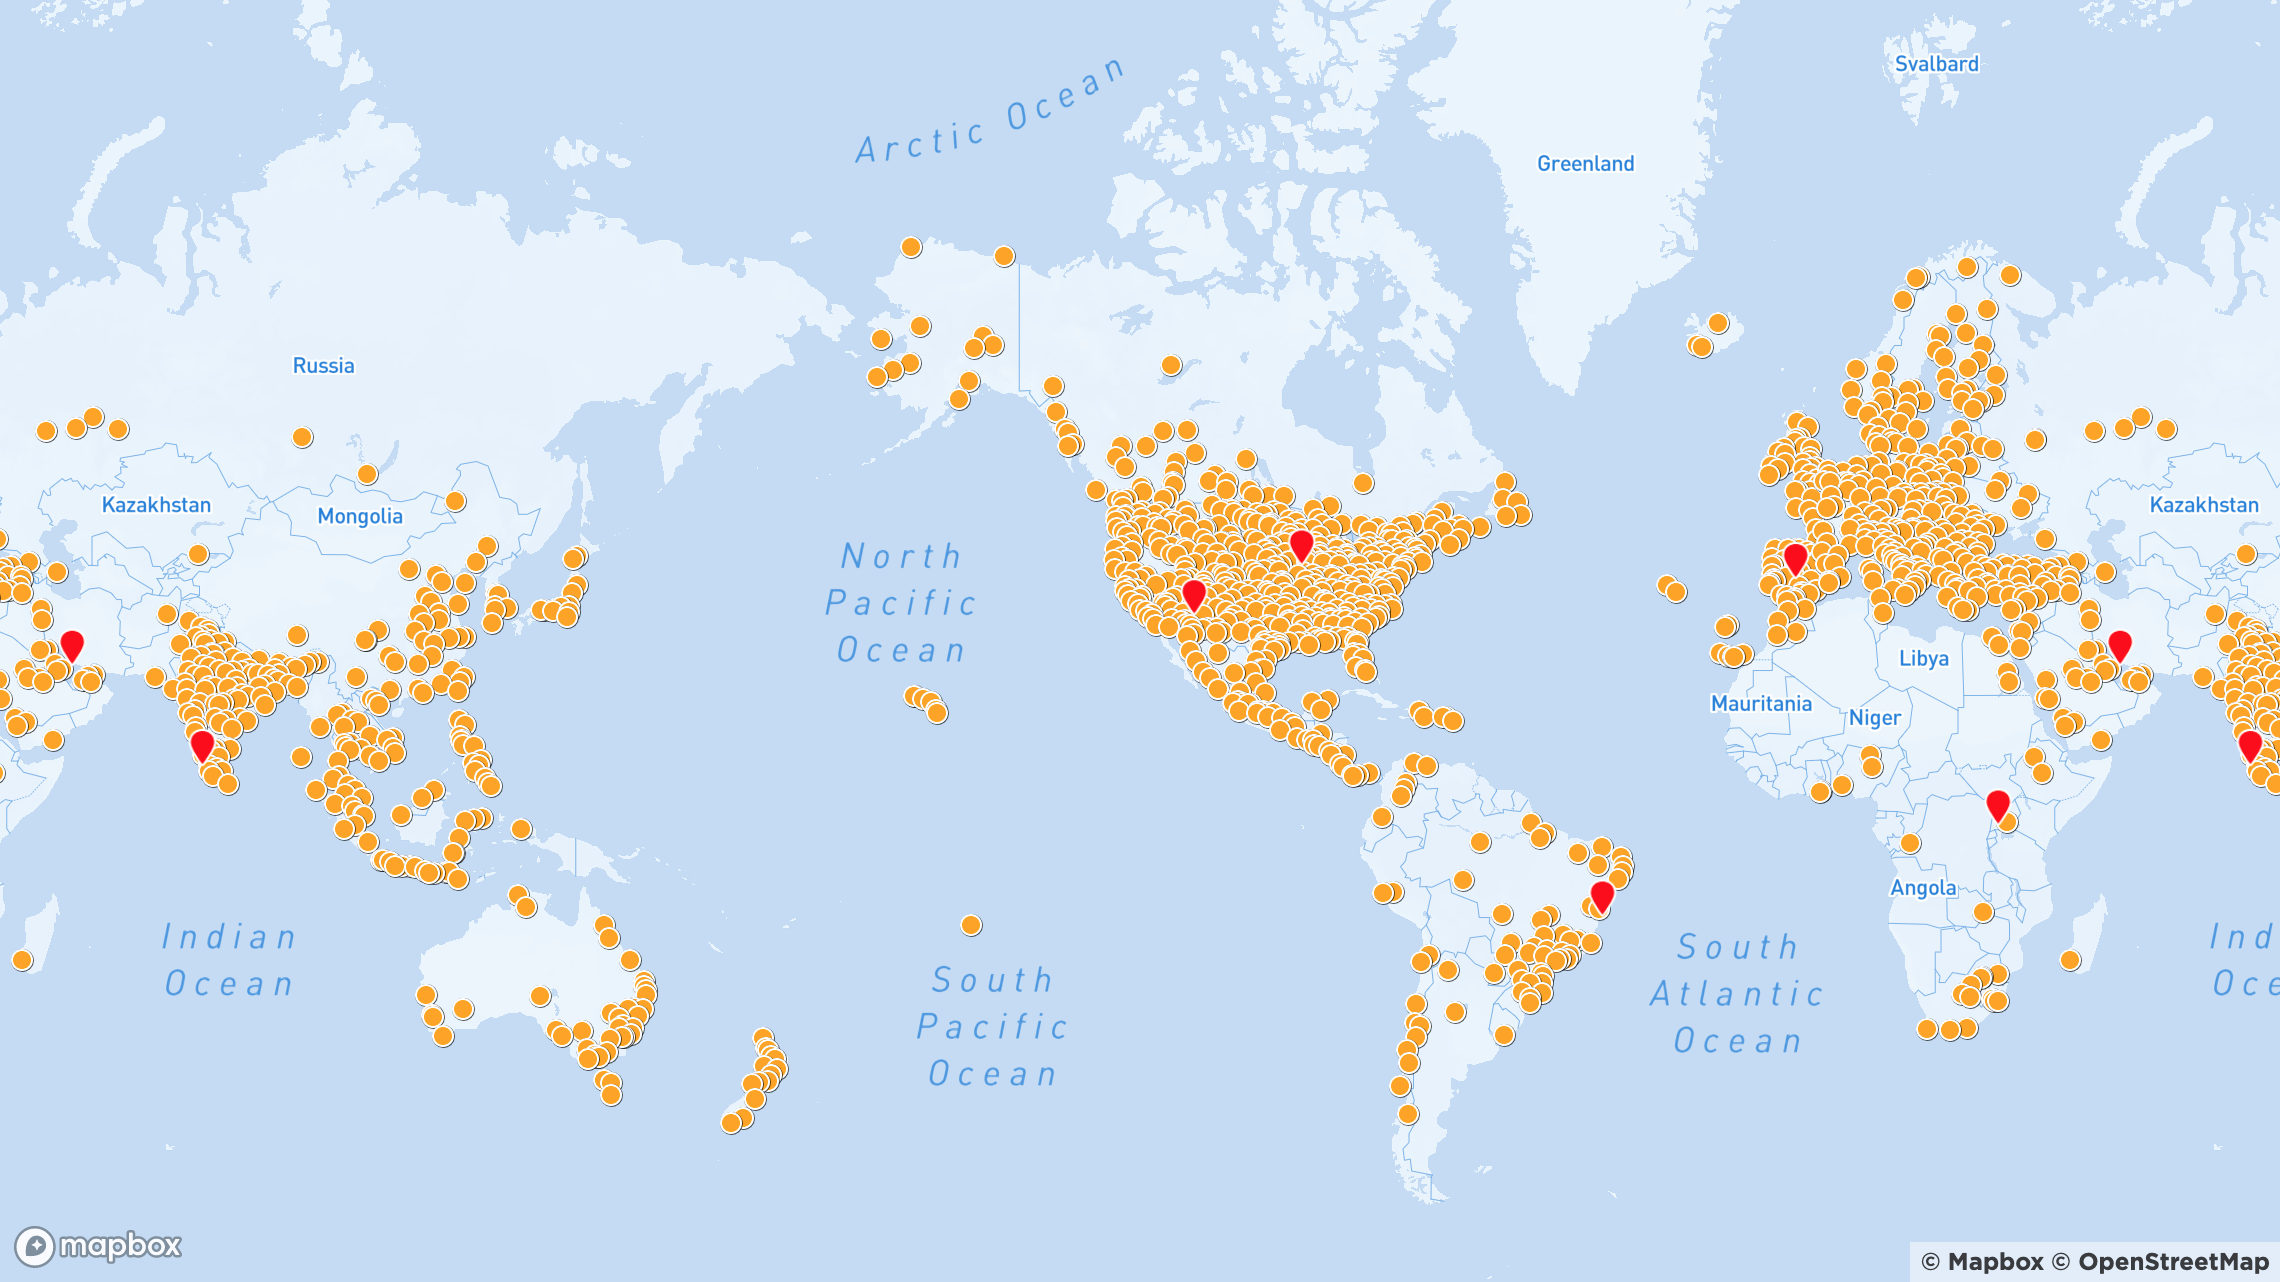 Svalbard
Arctic Ocean
Greenland
Russia
Kazakhstan
Mongolia
Kazakhstan
North
Pacific
Ocean
Libya
Mauritania
Niger
Angola
Indian
Ocean
South
Pacific
Ocean
South
Atlantic
Ocean
Ind
Oce
mapbox
© Mapbox © OpenStreetMap